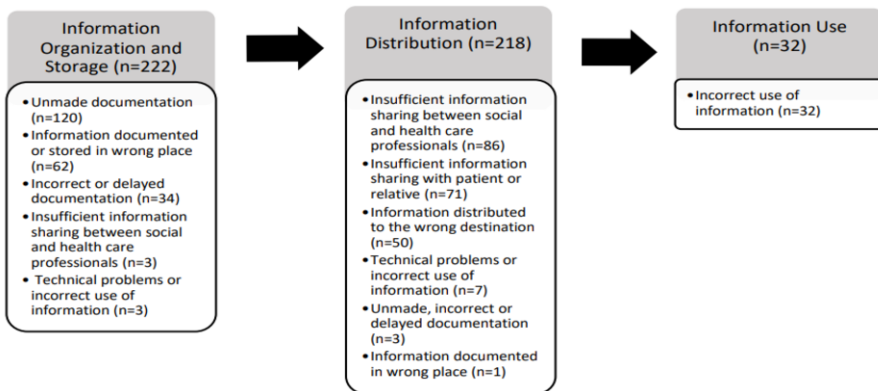 Information
Organization and
Storage (n=222)
• Unmade documentation
(n=120)
• Information documented
or stored in wrong place
(n=62)
• Incorrect or delayed
documentation (n=34)
• Insufficient information
sharing between social
and health care
professionals (n=3)
• Technical problems or
incorrect use of
information (n=3)
Information
Distribution (n=218)
• Insufficient information
sharing between social
and health care
professionals (n=86)
• Insufficient information
sharing with patient or
relative (n=71)
• Information distributed
to the wrong destination
(n=50)
• Technical problems or
incorrect use of
information (n=7)
• Unmade, incorrect or
delayed documentation
(n=3)
• Information documented
in wrong place (n=1)
Information Use
(n=32)
• Incorrect use of
information (n=32)